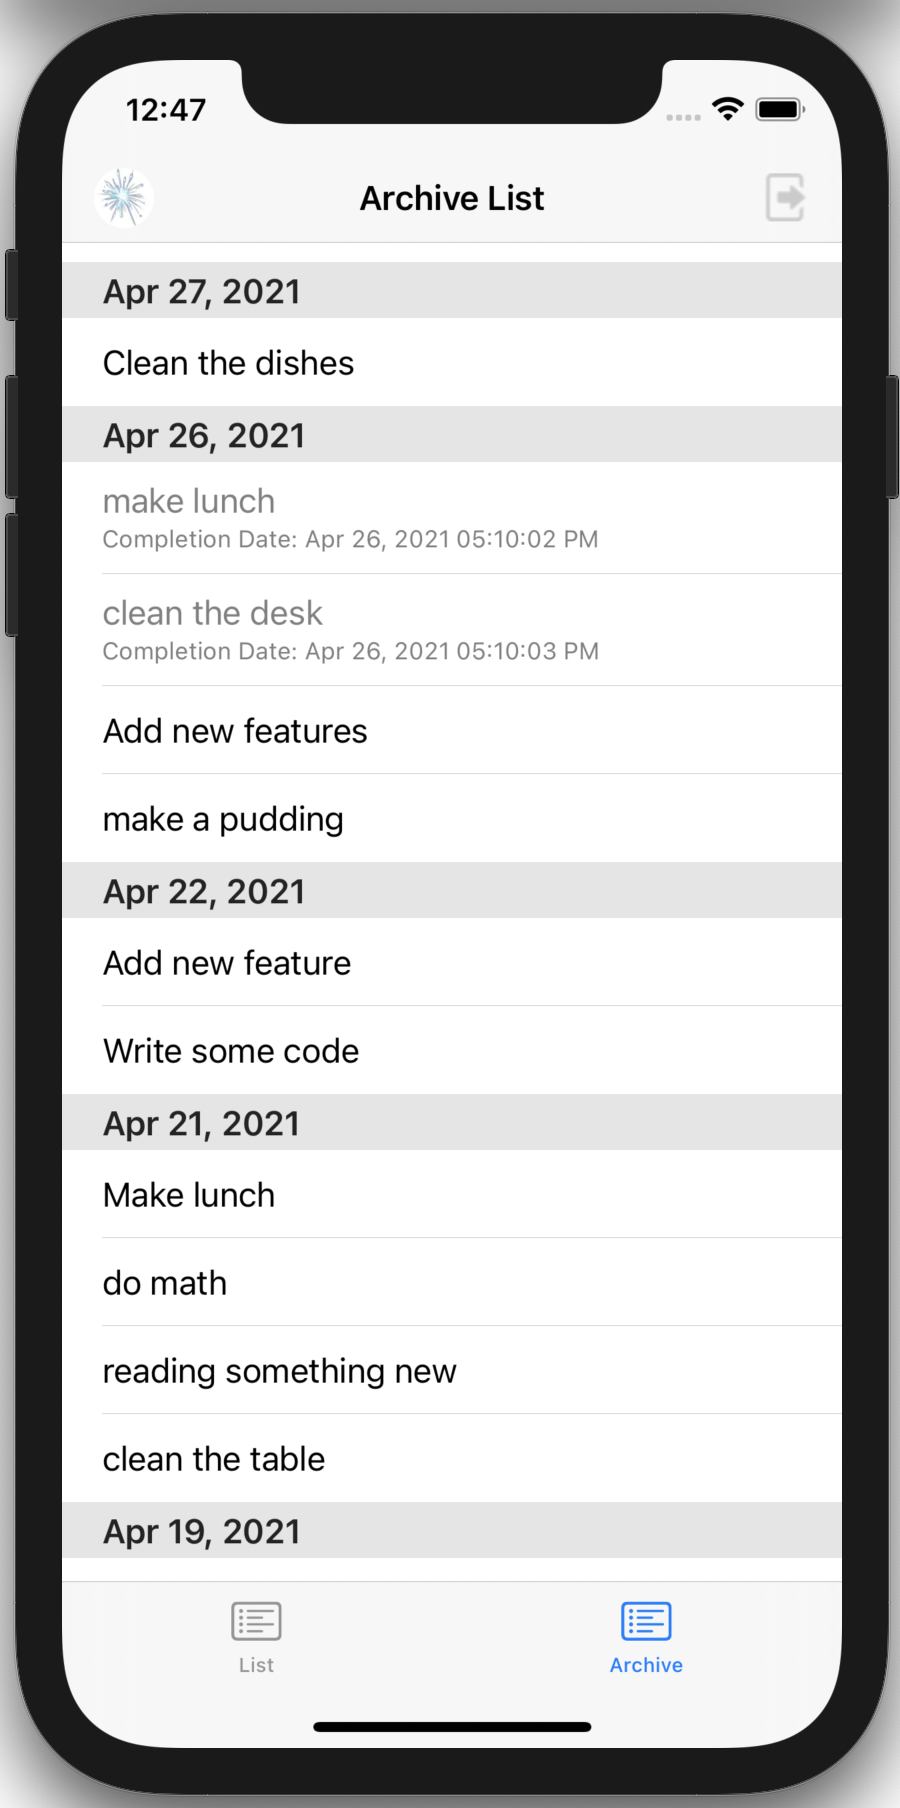 12:47
Archive List
Apr 27, 2021
Clean the dishes
Apr 26, 2021
make lunch
Completion Date: Apr 26, 2021 05:10:02 PM
clean the desk
Completion Date: Apr 26, 2021 05:10:03 PM
Add new features
make a pudding
Apr 22, 2021
Add new feature
Write some code
Apr 21, 2021
Make lunch
do math
reading something new
clean the table
Apr 19, 2021
List
Archive